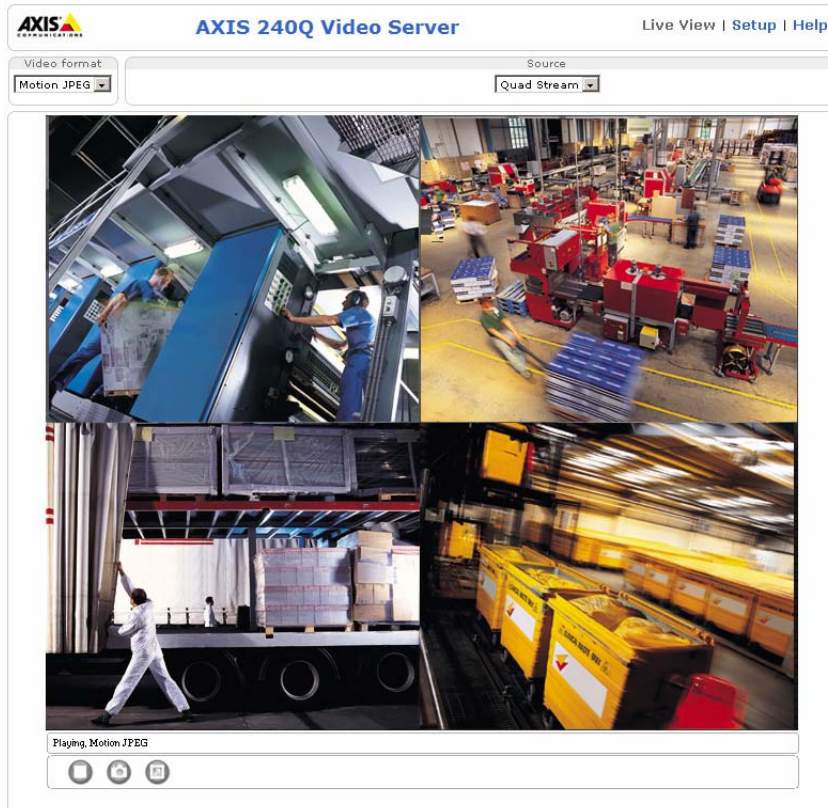 AXIS
COMMUNICATIONS
AXIS 240Q Video Server
Live View | Setup | Help
Video format
Motion JPEG
Source
Quad Stream
Playing, Motion JPEG